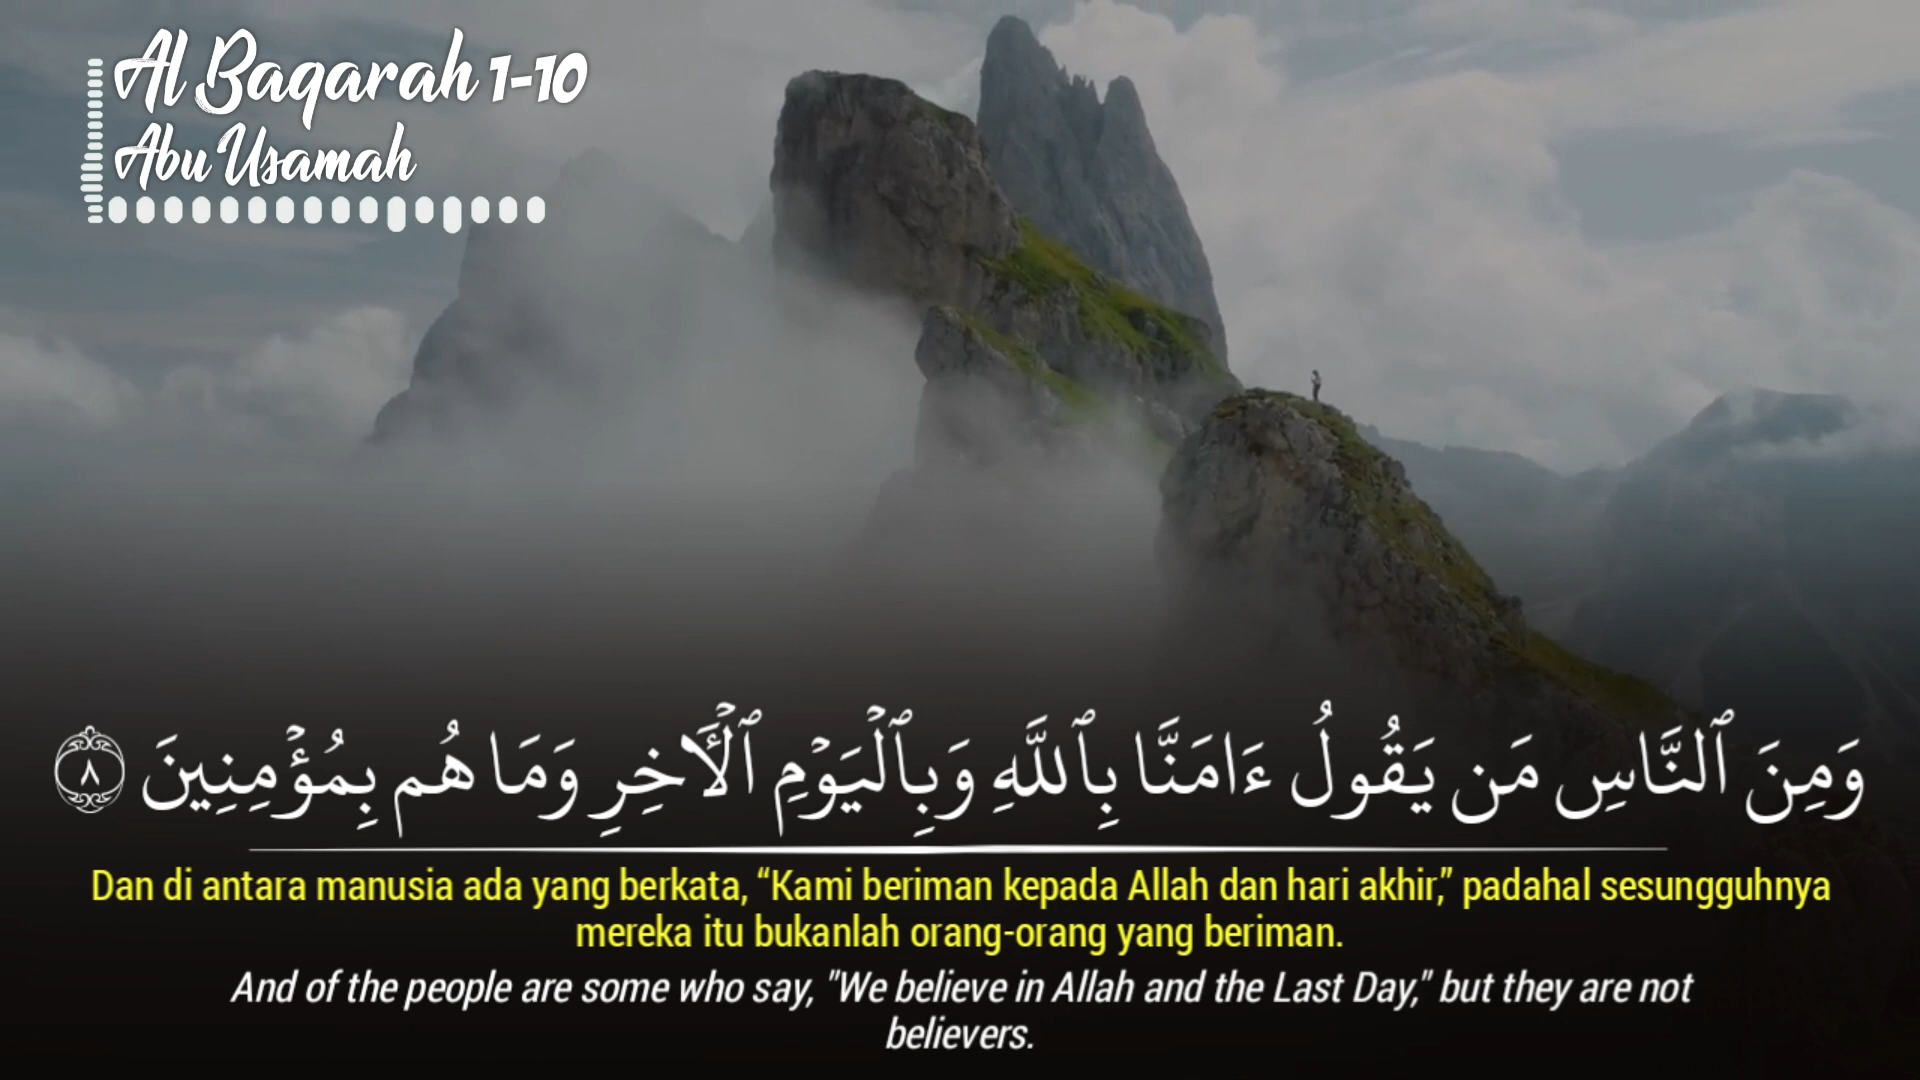 Al Baqarah 1-10
Abu Usamah
وَمِنَ ٱلنَّاسِ مَن يَقُولُ ءَامَنَّا بِٱللَّهِ وَبِٱلْيَوْمِ ٱلْـَٔاخِرِ وَمَا هُم بِمُؤْمِنِينَ ٨
Dan di antara manusia ada yang berkata, “Kami beriman kepada Allah dan hari akhir,” padahal sesungguhnya
mereka itu bukanlah orang-orang yang beriman.
And of the people are some who say, "We believe in Allah and the Last Day," but they are not
believers.